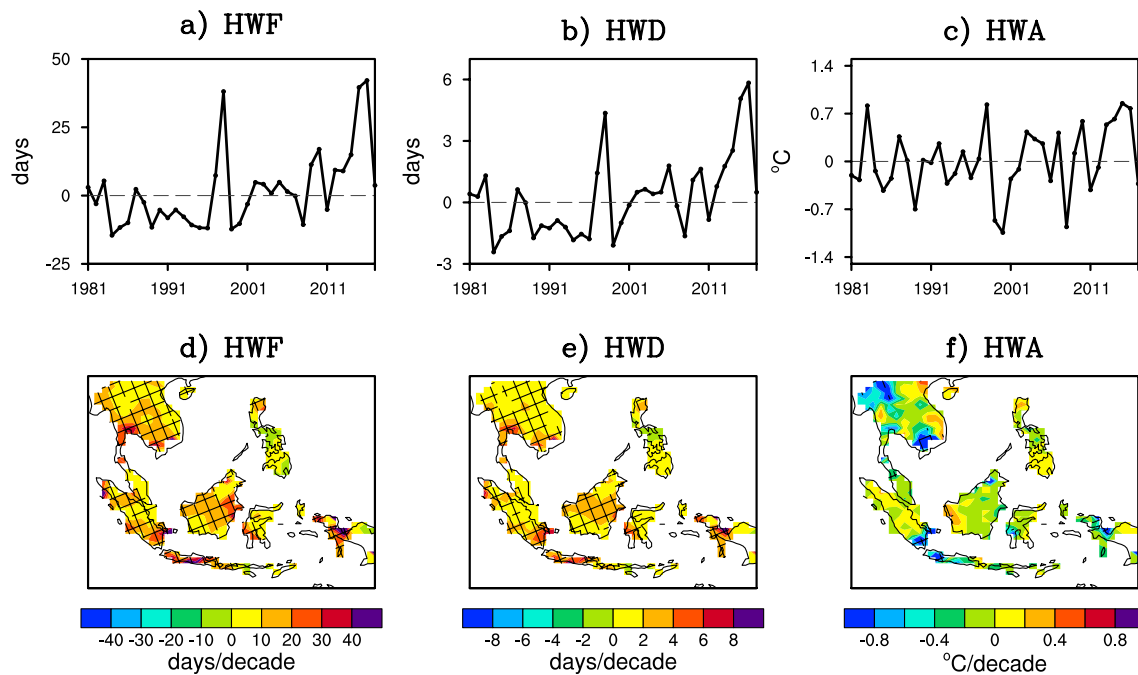 a) HWF
b) HWD
c) HWA
50
25
0
-25
days
1981
1991
2001
2011
6
3
0
-3
days
1981
1991
2001
2011
1.4
0.7
0
-0.7
-1.4
°C
1981
1991
2001
2011
d) HWF
e) HWD
f) HWA
-40 -30 -20 -10 0 10 20 30 40
days/decade
-8 -6 -4 -2 0 2 4 6 8
days/decade
-0.8 -0.4 0 0.4 0.8
°C/decade